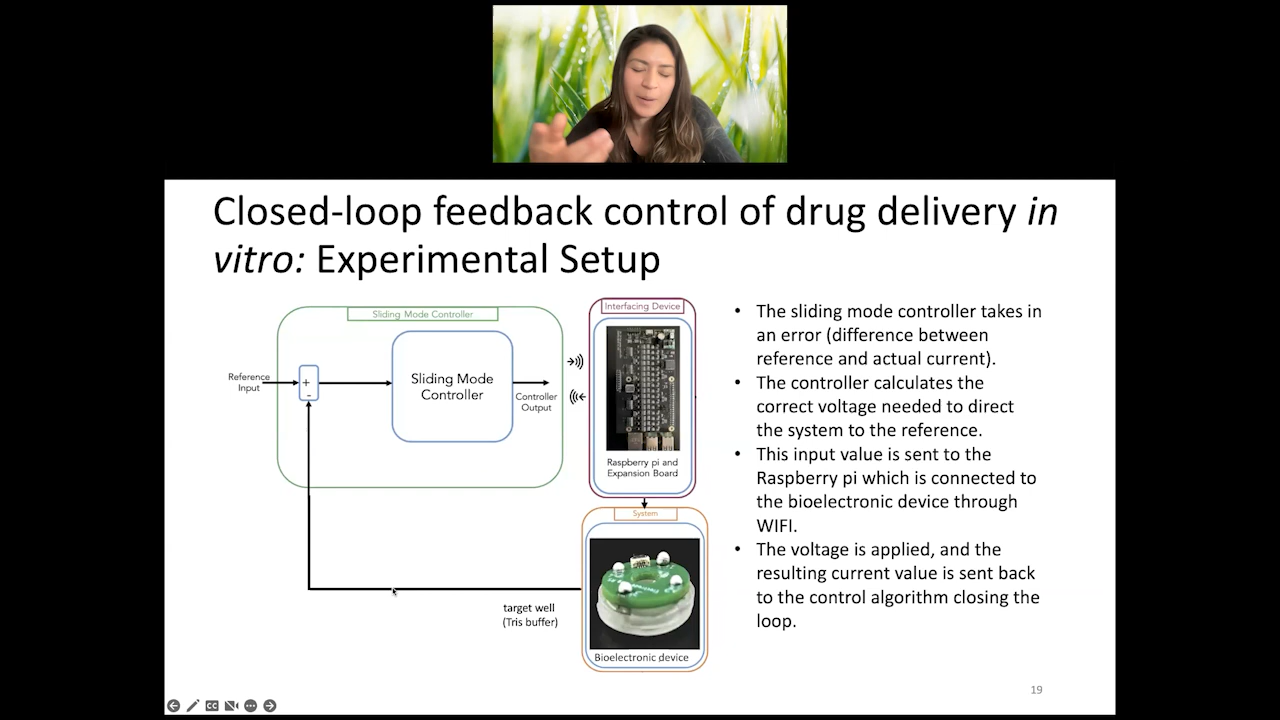 Closed-loop feedback control of drug delivery in
vitro: Experimental Setup
Sliding Mode Controller
Reference
Input
+
-
Sliding Mode
Controller
Controller
Output
Interfacing Device
Raspberry pi and
Expansion Board
System
target well
(Tris buffer)
Bioelectronic device
• The sliding mode controller takes in
an error (difference between
reference and actual current).
• The controller calculates the
correct voltage needed to direct
the system to the reference.
• This input value is sent to the
Raspberry pi which is connected to
the bioelectronic device through
WIFI.
• The voltage is applied, and the
resulting current value is sent back
to the control algorithm closing the
loop.
19
CC